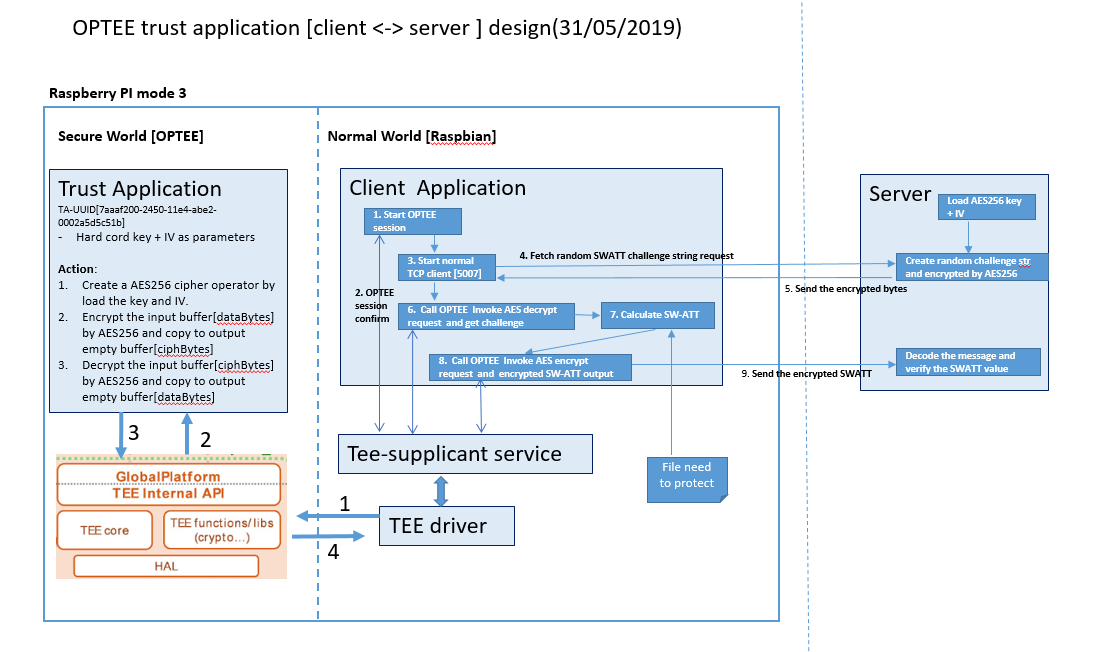 OPTEE trust application [client <-> server ] design(31/05/2019)
Raspberry PI mode 3
Secure World [OPTEE]
Normal World [Raspbian]
Trust Application
TA-UUID[7aaaf200-2450-11e4-abe2-
0002a5d5c51b]
- Hard cord key + IV as parameters
Action:
1. Create a AES256 cipher operator by
load the key and IV.
2. Encrypt the input buffer[dataBytes]
by AES256 and copy to output
empty buffer[ciphBytes]
3. Decrypt the input buffer[ciphBytes]
by AES256 and copy to output
empty buffer[dataBytes]
3
2
GlobalPlatform
TEE Internal API
TEE core
TEE functions/libs
(crypto...)
HAL
Client Application
1. Start OPTEE
session
3. Start normal
TCP client [5007]
2. OPTEE
session
confirm
6. Call OPTEE Invoke AES decrypt
request and get challenge
7. Calculate SW-ATT
8. Call OPTEE Invoke AES encrypt
request and encrypted SW-ATT output
4. Fetch random SWATT challenge string request
5. Send the encrypted bytes
9. Send the encrypted SWATT
Tee-supplicant service
File need
to protect
1
4
TEE driver
Server
Load AES256 key
+ IV
Create random challenge str
and encrypted by AES256
Decode the message and
verify the SWATT value